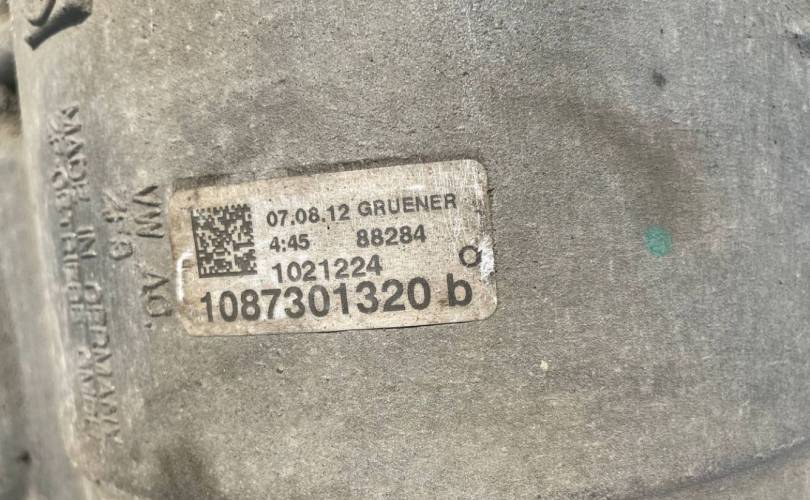 07.08.12 GRUENER
4:45 88284
1021224
1087301320 b
VW AG.
MADE IN GERMANY